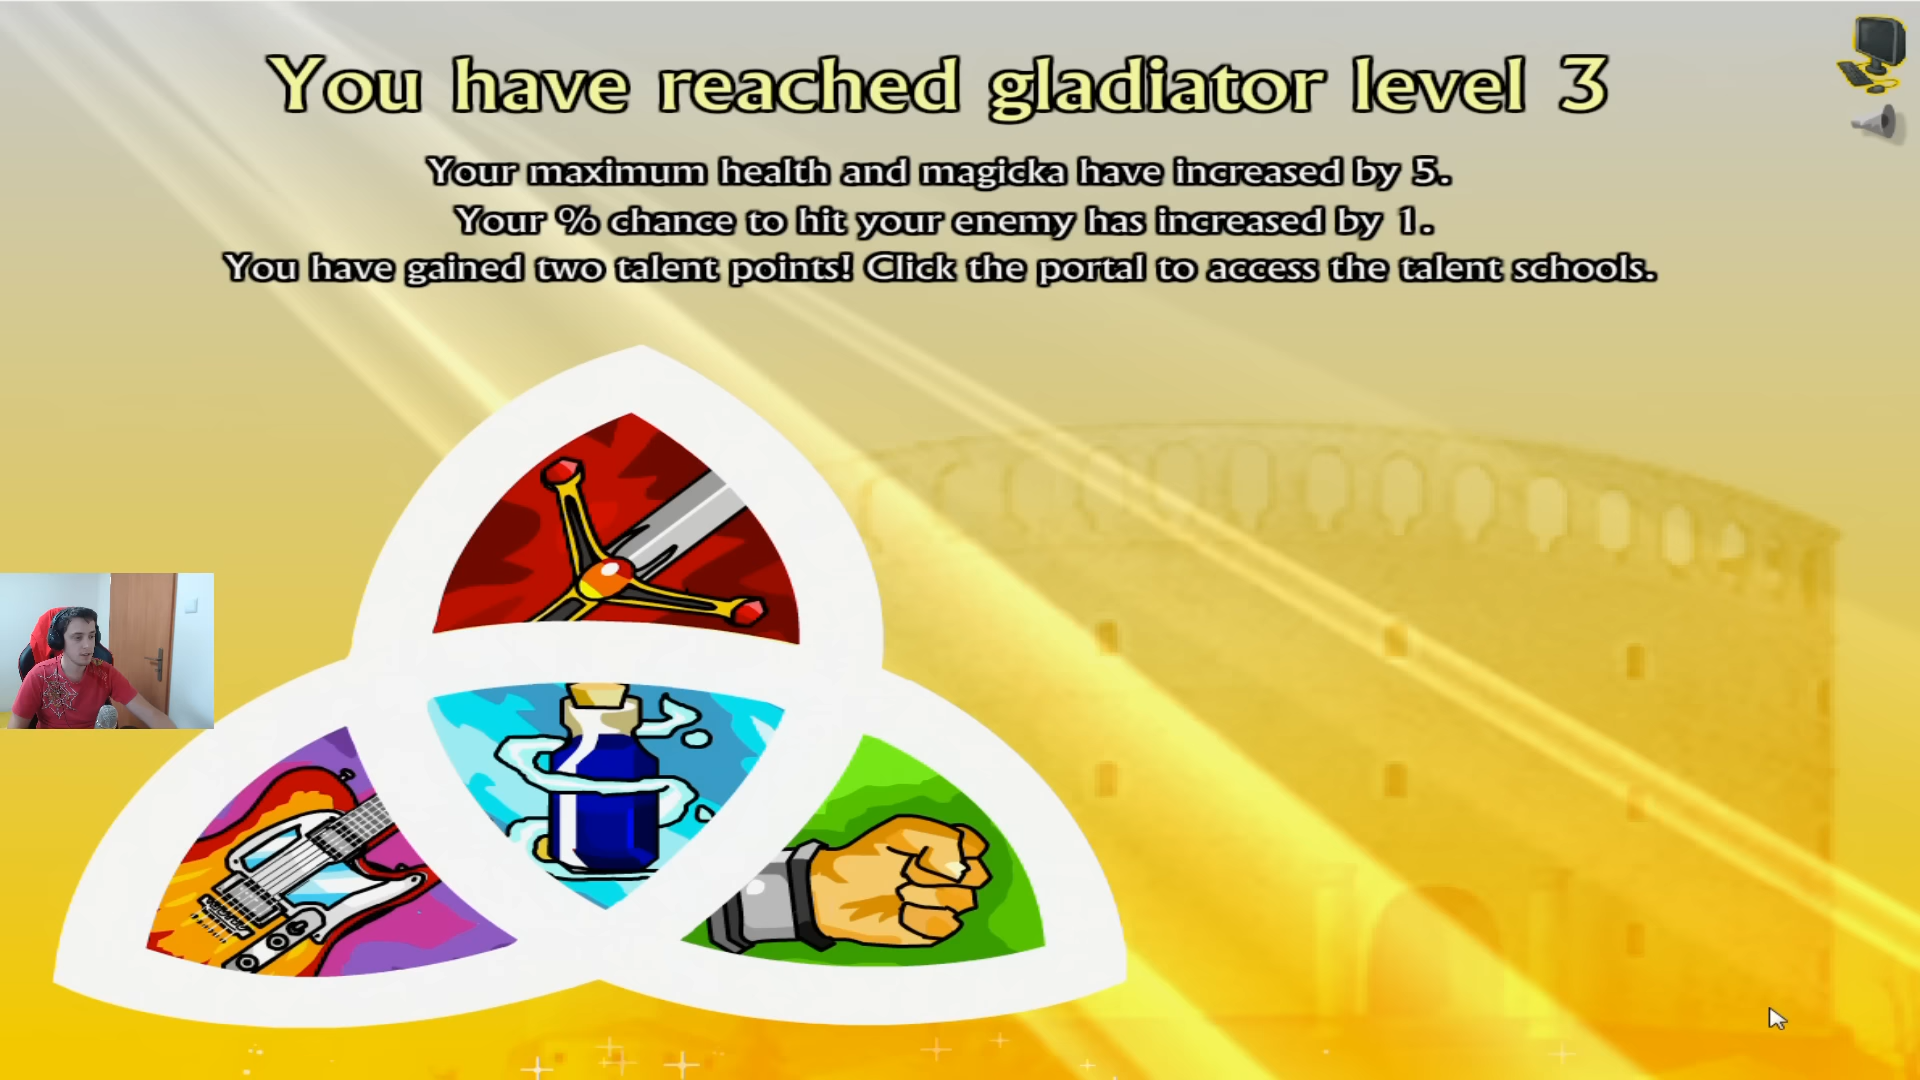 You have reached gladiator level 3
Your maximum health and magicka have increased by 5.
Your % chance to hit your enemy has increased by 1.
You have gained two talent points! Click the portal to access the talent schools.